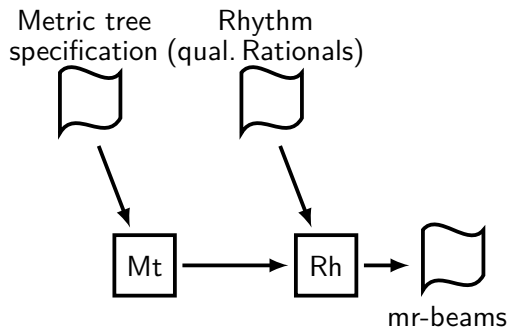 Metric tree
specification
Rhythm
(qual. Rationals)
Mt
Rh
mr-beams